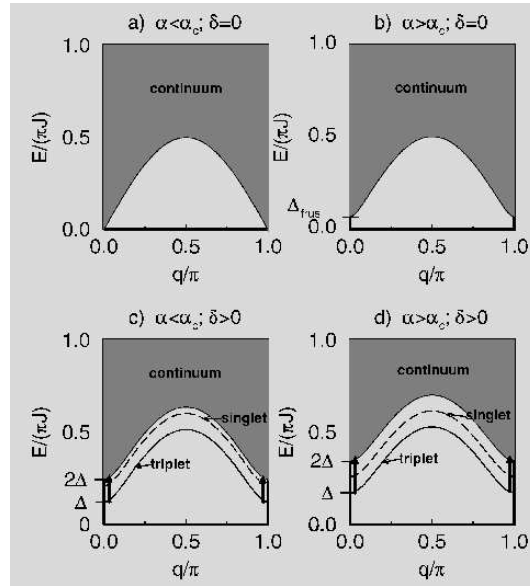 a) α<α_c; δ=0
b) α>α_c; δ=0
1.0
0.5
0.0
E/(πJ)
continuum
0.0
0.5
1.0
q/π
1.0
0.5
0.0
E/(πJ)
Δ_frus
continuum
0.0
0.5
1.0
q/π
c) α<α_c; δ>0
d) α>α_c; δ>0
1.0
0.5
2Δ
Δ
0
E/(πJ)
continuum
singlet
triplet
0.0
0.5
1.0
q/π
1.0
0.5
2Δ
Δ
0.0
E/(πJ)
continuum
singlet
triplet
0.0
0.5
1.0
q/π